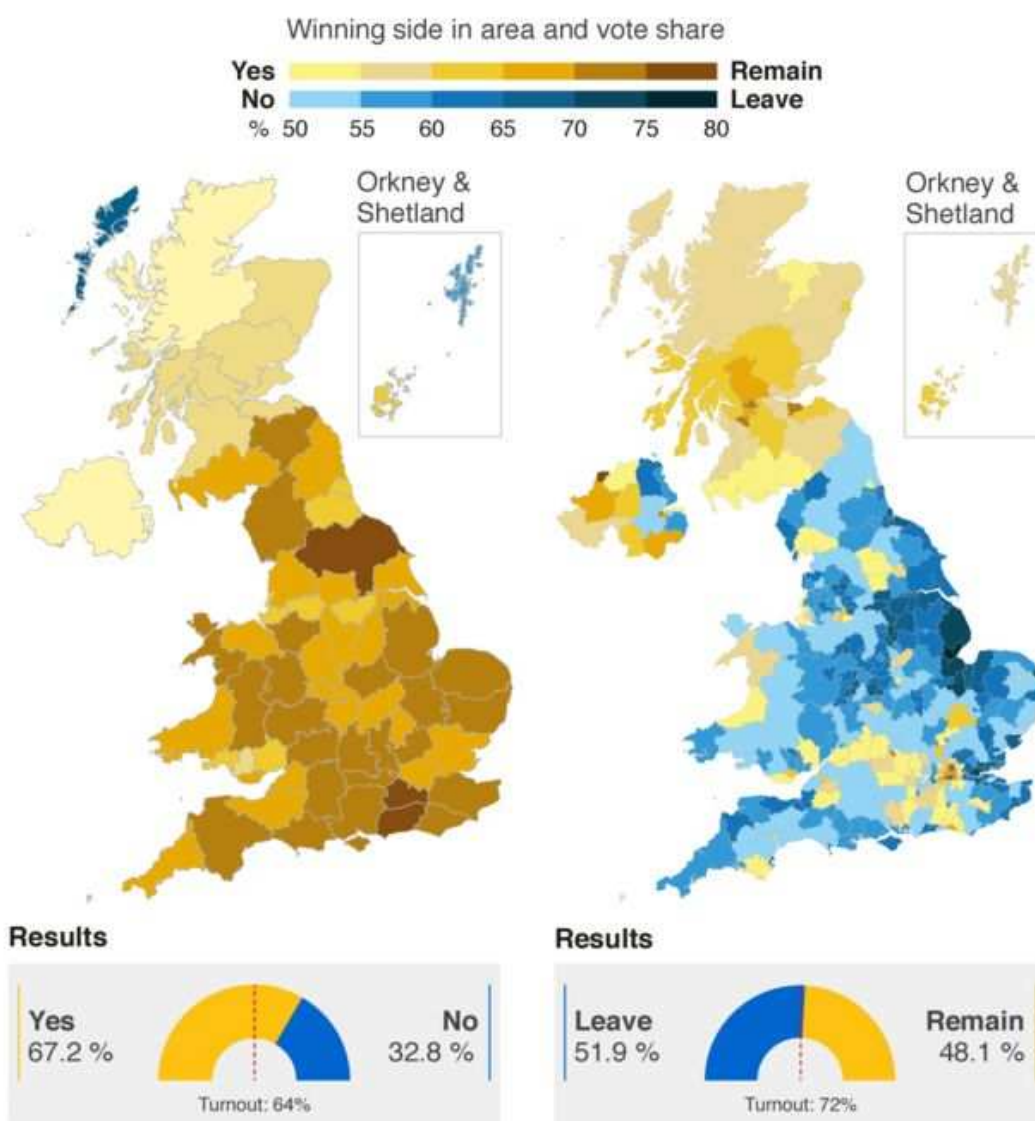 Winning side in area and vote share
Yes Remain
No Leave
% 50 55 60 65 70 75 80
Orkney &
Shetland
Orkney &
Shetland
Results
Yes
67.2 %
No
32.8 %
Turnout: 64%
Results
Leave
51.9 %
Remain
48.1 %
Turnout: 72%